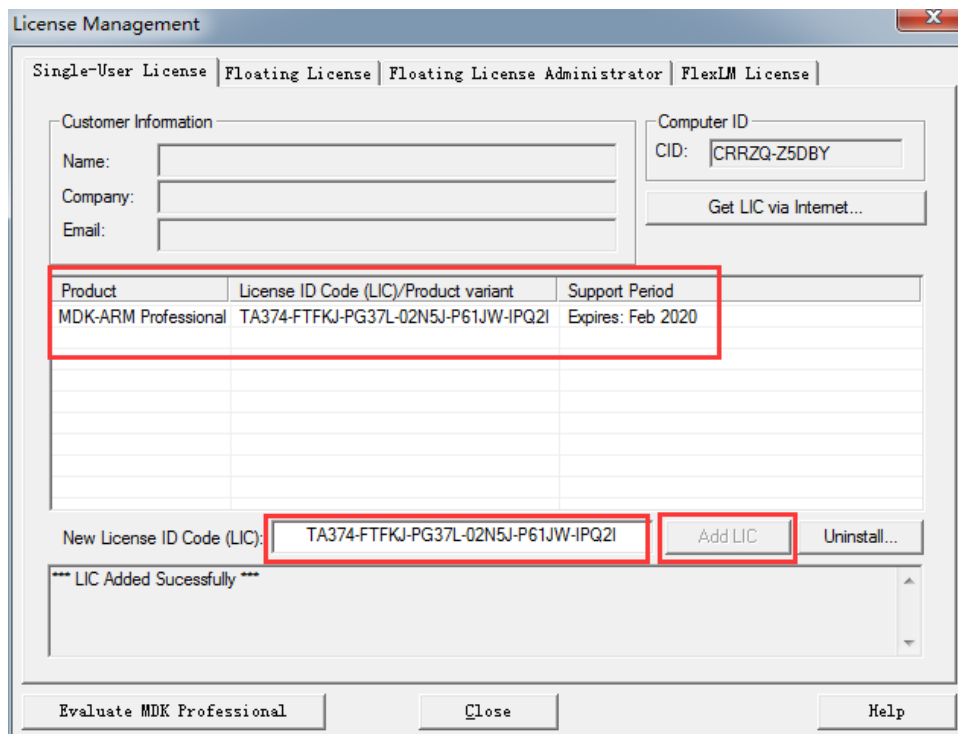 License Management
Single-User License Floating License Floating License Administrator FlexLM License
Customer Information
Name:
Company:
Email:
Computer ID
CID: CRRZQ-Z5DBY
Get LIC via Internet...
Product License ID Code (LIC)/Product variant Support Period
MDK-ARM Professional TA374-FTFKJ-PG37L-02N5J-P61JW-IPQ2I Expires: Feb 2020
New License ID Code (LIC): TA374-FTFKJ-PG37L-02N5J-P61JW-IPQ2I Add LIC Uninstall...
*** LIC Added Sucessfully ***
Evaluate MDK Professional Close Help